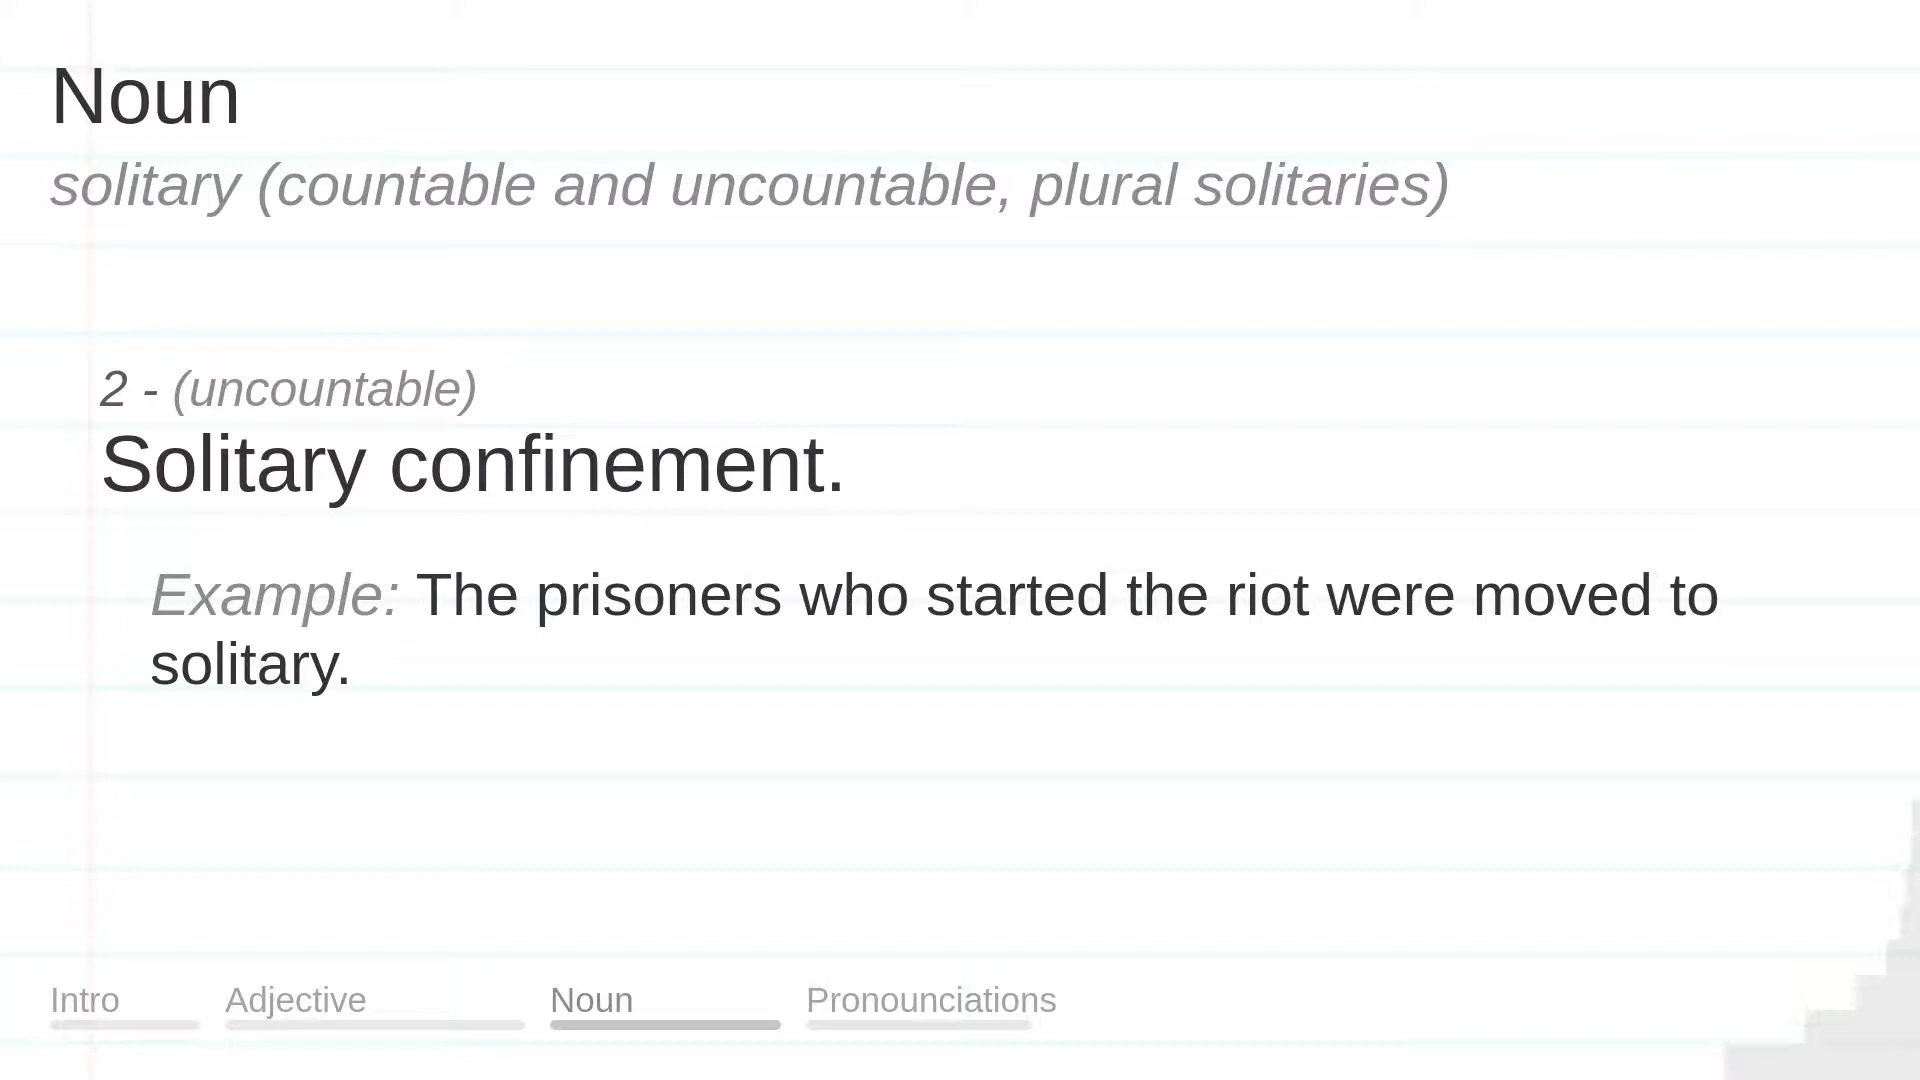 Noun
solitary (countable and uncountable, plural solitaries)
2 - (uncountable)
Solitary confinement.
Example: The prisoners who started the riot were moved to
solitary.
Intro Adjective Noun Pronounciations